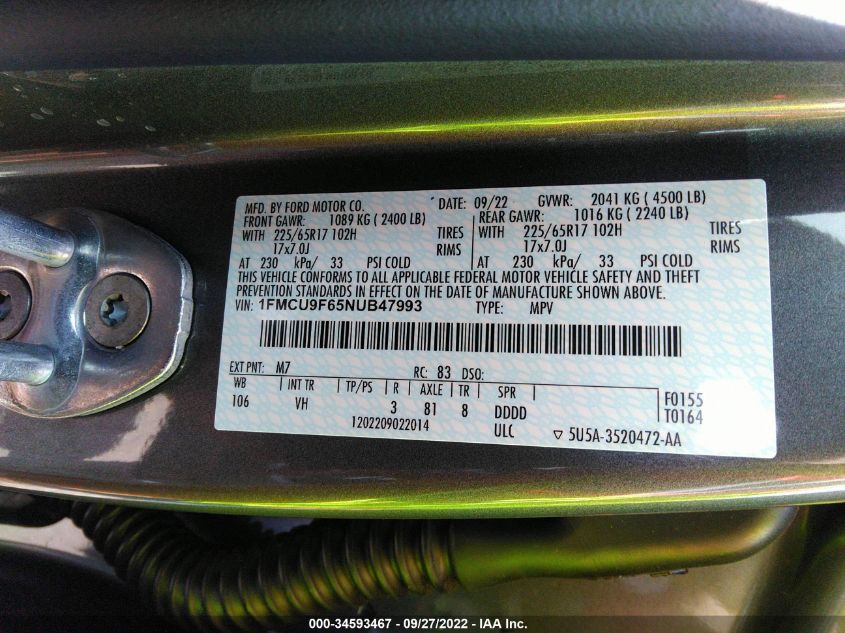 MFD. BY FORD MOTOR CO. DATE: 09/22 GVWR: 2041 KG ( 4500 LB)
FRONT GAWR: 1089 KG ( 2400 LB) REAR GAWR: 1016 KG ( 2240 LB)
WITH 225/65R17 102H TIRES WITH 225/65R17 102H TIRES
17x7.0J RIMS 17x7.0J RIMS
AT 230 kPa/ 33 PSI COLD AT 230 kPa/ 33 PSI COLD
THIS VEHICLE CONFORMS TO ALL APPLICABLE FEDERAL MOTOR VEHICLE SAFETY AND THEFT
PREVENTION STANDARDS IN EFFECT ON THE DATE OF MANUFACTURE SHOWN ABOVE.
VIN: 1FMCU9F65NUB47993 TYPE: MPV
EXT PNT: M7 RC: 83 DSO:
WB INT TR TP/PS R AXLE TR SPR F0155
106 VH 3 81 8 DDDD T0164
1202209022014 ULC ▽ 5U5A-3520472-AA
000-34593467 - 09/27/2022 - IAA Inc.